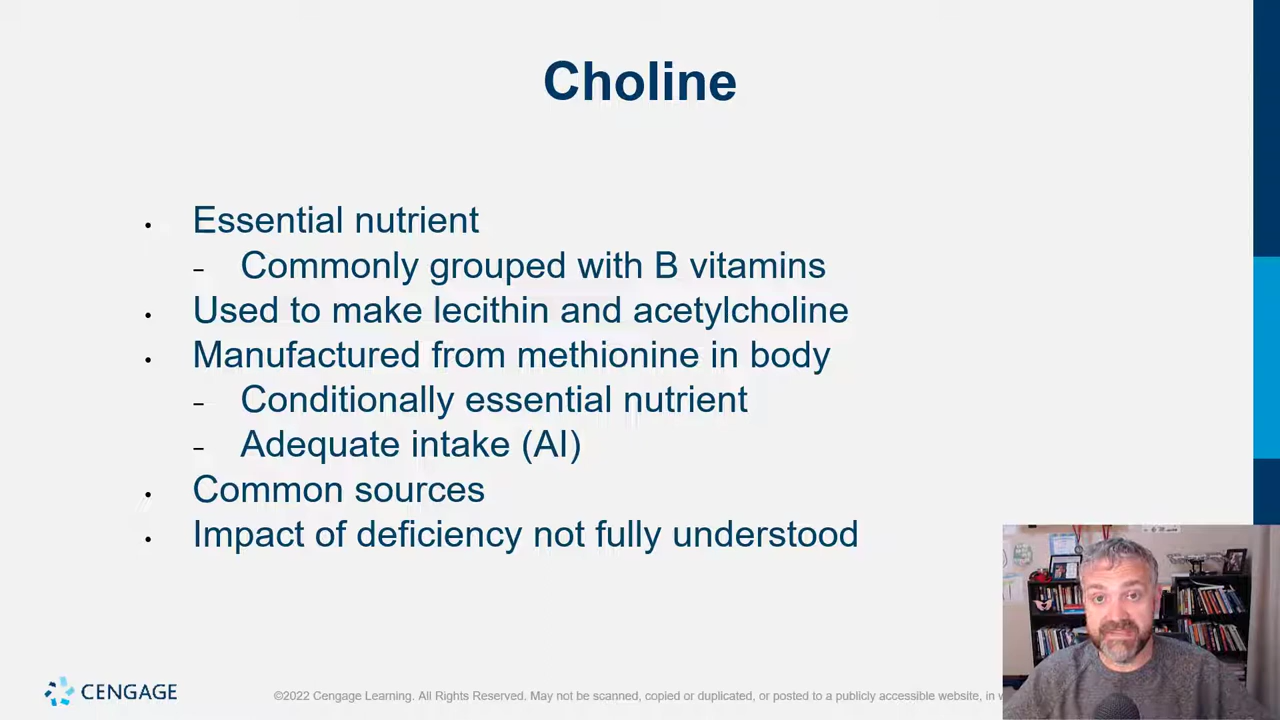 Choline
• Essential nutrient
– Commonly grouped with B vitamins
• Used to make lecithin and acetylcholine
• Manufactured from methionine in body
– Conditionally essential nutrient
– Adequate intake (AI)
• Common sources
• Impact of deficiency not fully understood
CENGAGE
©2022 Cengage Learning. All Rights Reserved. May not be scanned, copied or duplicated, or posted to a publicly accessible website, in